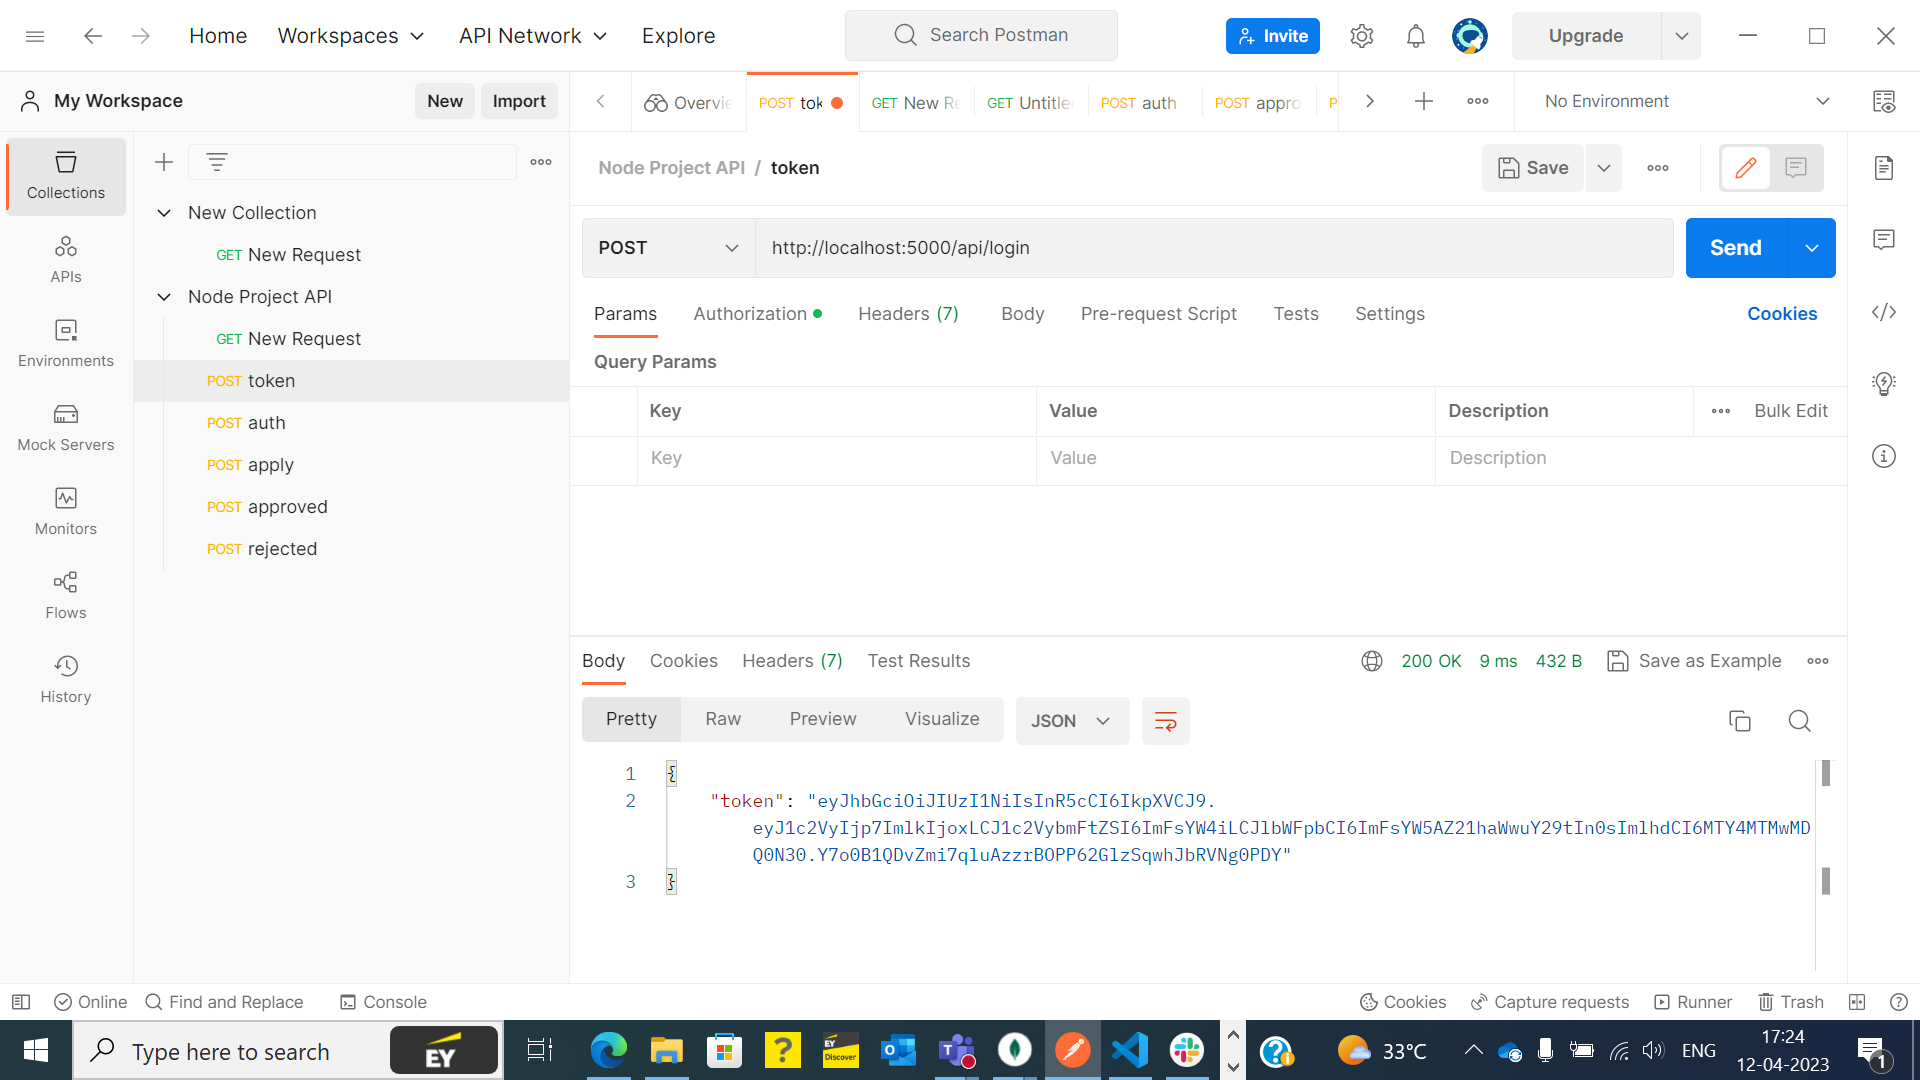 Home
Workspaces
API Network
Explore
Search Postman
Invite
Upgrade
My Workspace
New
Import
Overvie
POST tok
GET New Re
GET Untitle
POST auth
POST appro
P
No Environment
Collections
APIs
Environments
Mock Servers
Monitors
Flows
History
New Collection
GET New Request
Node Project API
GET New Request
POST token
POST auth
POST apply
POST approved
POST rejected
Node Project API / token
Save
POST
http://localhost:5000/api/login
Send
Params
Authorization
Headers (7)
Body
Pre-request Script
Tests
Settings
Cookies
Query Params
Key
Value
Description
Bulk Edit
Key
Value
Description
Body
Cookies
Headers (7)
Test Results
200 OK
9 ms
432 B
Save as Example
Pretty
Raw
Preview
Visualize
JSON
1 {
2 "token": "eyJhbGciOiJIUzI1NiIsInR5cCI6IkpXVCJ9.
eyJ1c2VyIjp7ImlkIjoxLCJ1c2VybmFtZSI6ImFsYW4iLCJlbWFpbCI6ImFsYW5AZ21haWwuY29tIn0sImlhdCI6MTY4MTMwMD
Q0N30.Y7o0B1QDvZmi7qluAzzrBOPP62GlzSqwhJbRVNg0PDY"
3 }
Online
Find and Replace
Console
Cookies
Capture requests
Runner
Trash
Type here to search
EY
EY
Discover
33°C
ENG
17:24
12-04-2023
1